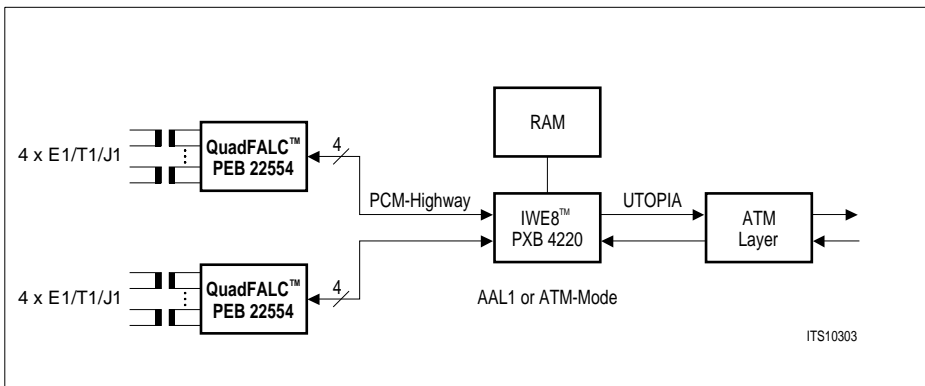 4 x E1/T1/J1
QuadFALC™
PEB 22554
4
PCM-Highway
RAM
IWE8™
PXB 4220
UTOPIA
ATM
Layer
4 x E1/T1/J1
QuadFALC™
PEB 22554
4
AAL1 or ATM-Mode
ITS10303